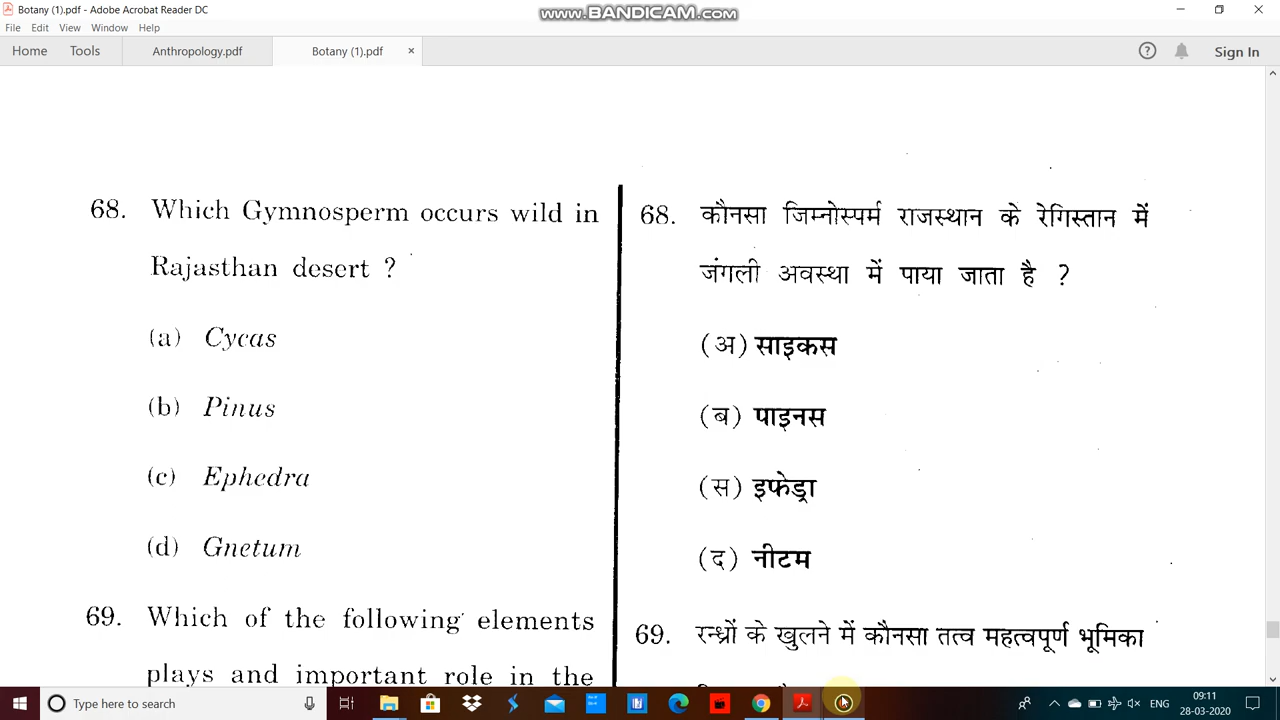 Botany (1).pdf - Adobe Acrobat Reader DC
WWW.BANDICAM.COM
File Edit View Window Help
Home Tools Anthropology.pdf Botany (1).pdf × Sign In
68. Which Gymnosperm occurs wild in
Rajasthan desert ?
(a) Cycas
(b) Pinus
(c) Ephedra
(d) Gnetum
69. Which of the following elements
plays and important role in the
68. कौनसा जिम्नोस्पर्म राजस्थान के रेगिस्तान में
जंगली अवस्था में पाया जाता है ?
(अ) साइकस
(ब) पाइनस
(स) इफेड्रा
(द) नीटम
69. रन्ध्रों के खुलने में कौनसा तत्व महत्वपूर्ण भूमिका
Type here to search
ENG
09:11
28-03-2020